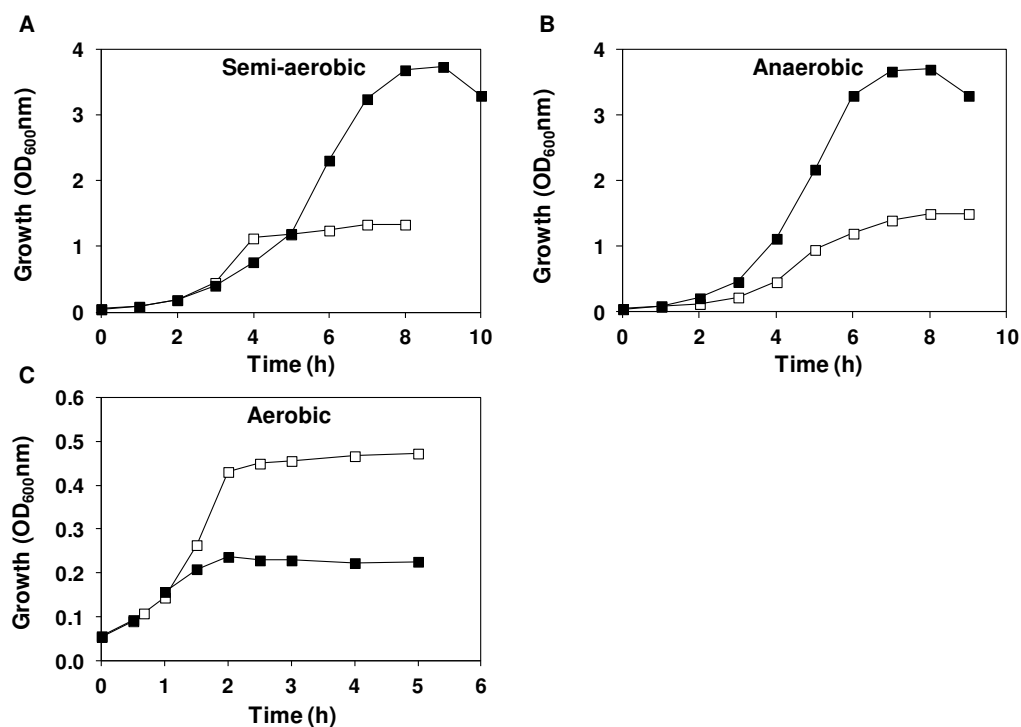 A
Semi-aerobic
Growth (OD600nm)
4
3
2
1
0
0 2 4 6 8 10
Time (h)
B
Anaerobic
Growth (OD600nm)
4
3
2
1
0
0 2 4 6 8 10
Time (h)
C
Aerobic
Growth (OD600nm)
0.6
0.5
0.4
0.3
0.2
0.1
0.0
0 1 2 3 4 5 6
Time (h)